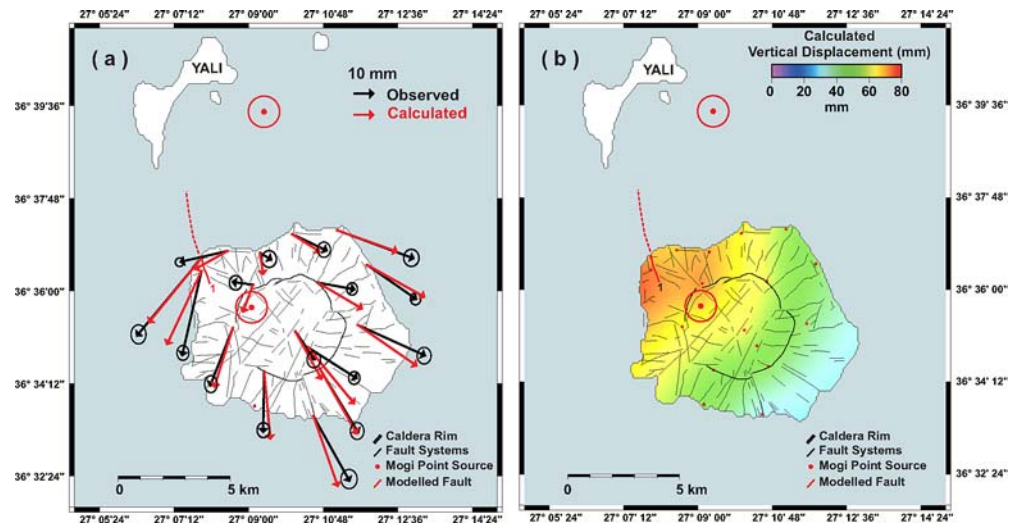 27° 05' 24" 27° 07' 12" 27° 09' 00" 27° 10' 48" 27° 12' 36" 27° 14' 24"
( a )
YALI
10 mm
Observed
Calculated
36° 39' 36"
36° 37' 48"
36° 36' 00"
36° 34' 12"
36° 32' 24"
1
Caldera Rim
Fault Systems
Mogi Point Source
Modelled Fault
0 5 km
27° 05' 24" 27° 07' 12" 27° 09' 00" 27° 10' 48" 27° 12' 36" 27° 14' 24"
27° 05' 24" 27° 07' 12" 27° 09' 00" 27° 10' 48" 27° 12' 36" 27° 14' 24"
( b )
YALI
Calculated
Vertical Displacement (mm)
0 20 40 60 80
mm
36° 39' 36"
36° 37' 48"
36° 36' 00"
36° 34' 12"
36° 32' 24"
1
Caldera Rim
Fault Systems
Mogi Point Source
Modelled Fault
0 5 km
27° 05' 24" 27° 07' 12" 27° 09' 00" 27° 10' 48" 27° 12' 36" 27° 14' 24"